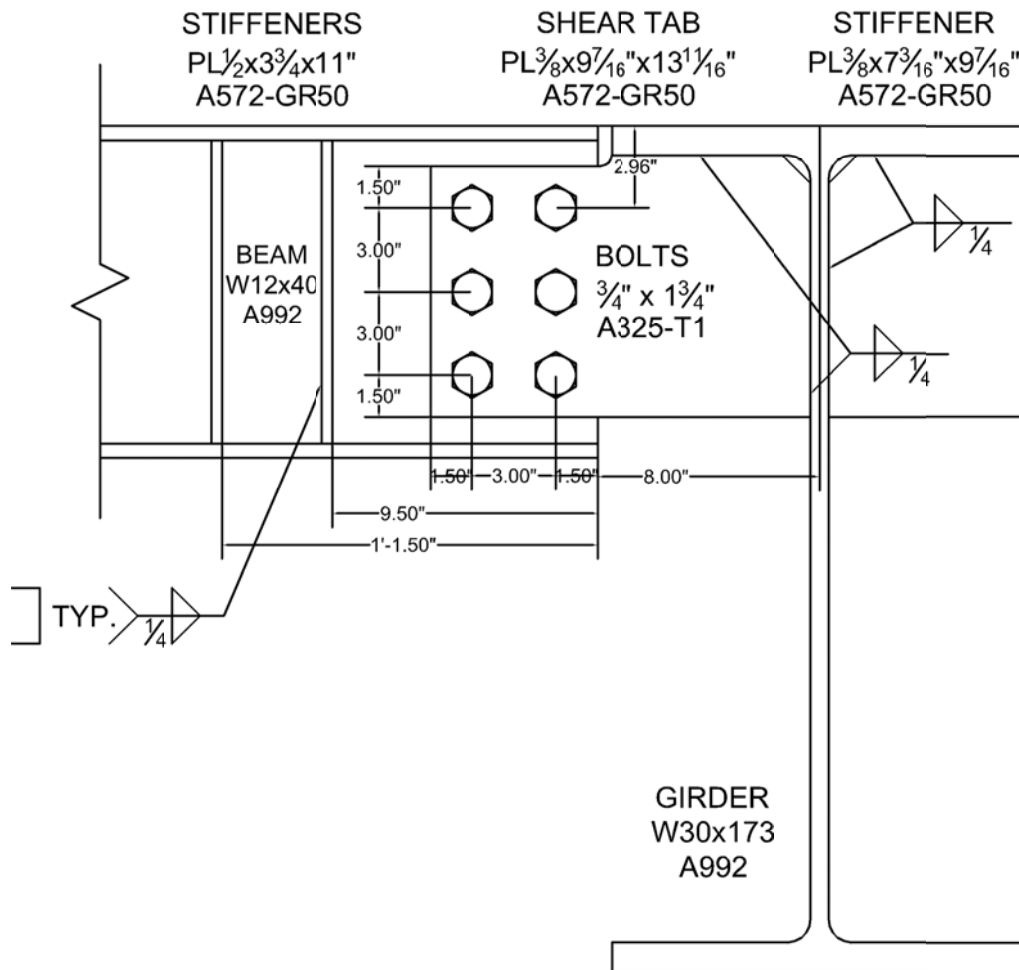 STIFFENERS
PL½x3¾x11"
A572-GR50
SHEAR TAB
PL⅜x9⁷⁄₁₆"x13¹¹⁄₁₆"
A572-GR50
STIFFENER
PL⅜x7³⁄₁₆"x9⁷⁄₁₆"
A572-GR50
2.96"
1.50"
3.00"
3.00"
1.50"
BEAM
W12x40
A992
BOLTS
¾" x 1¾"
A325-T1
¼
¼
1.50"
3.00"
1.50"
8.00"
9.50"
1'-1.50"
TYP.
¼
GIRDER
W30x173
A992